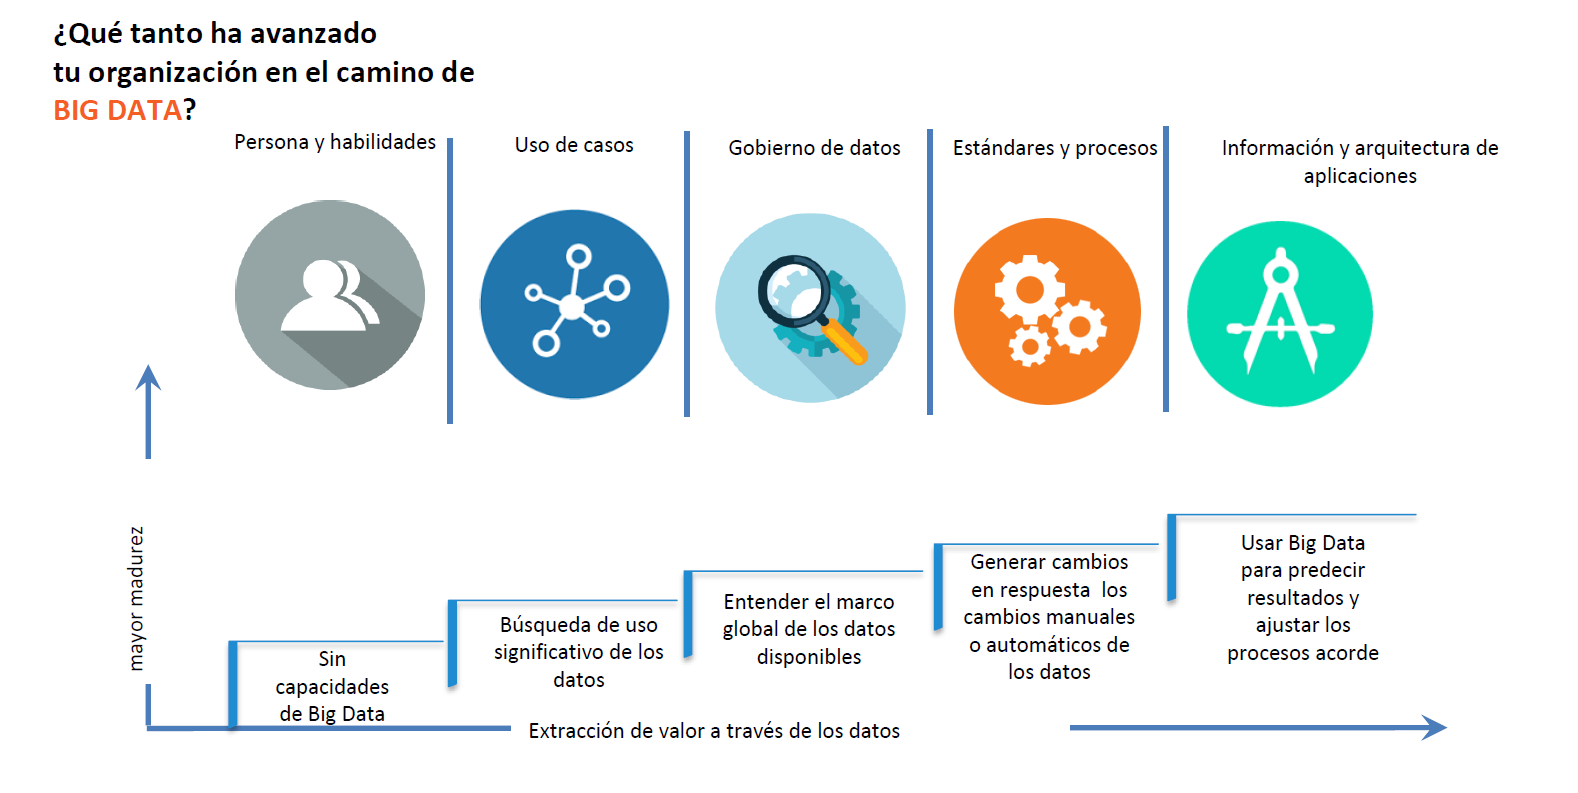 ¿Qué tanto ha avanzado
tu organización en el camino de
BIG DATA?
Persona y habilidades
Uso de casos
Gobierno de datos
Estándares y procesos
Información y arquitectura de
aplicaciones
mayor madurez
Sin
capacidades
de Big Data
Búsqueda de uso
significativo de los
datos
Entender el marco
global de los datos
disponibles
Generar cambios
en respuesta  los
cambios manuales
o automáticos de
los datos
Usar Big Data
para predecir
resultados y
ajustar los
procesos acorde
Extracción de valor a través de los datos